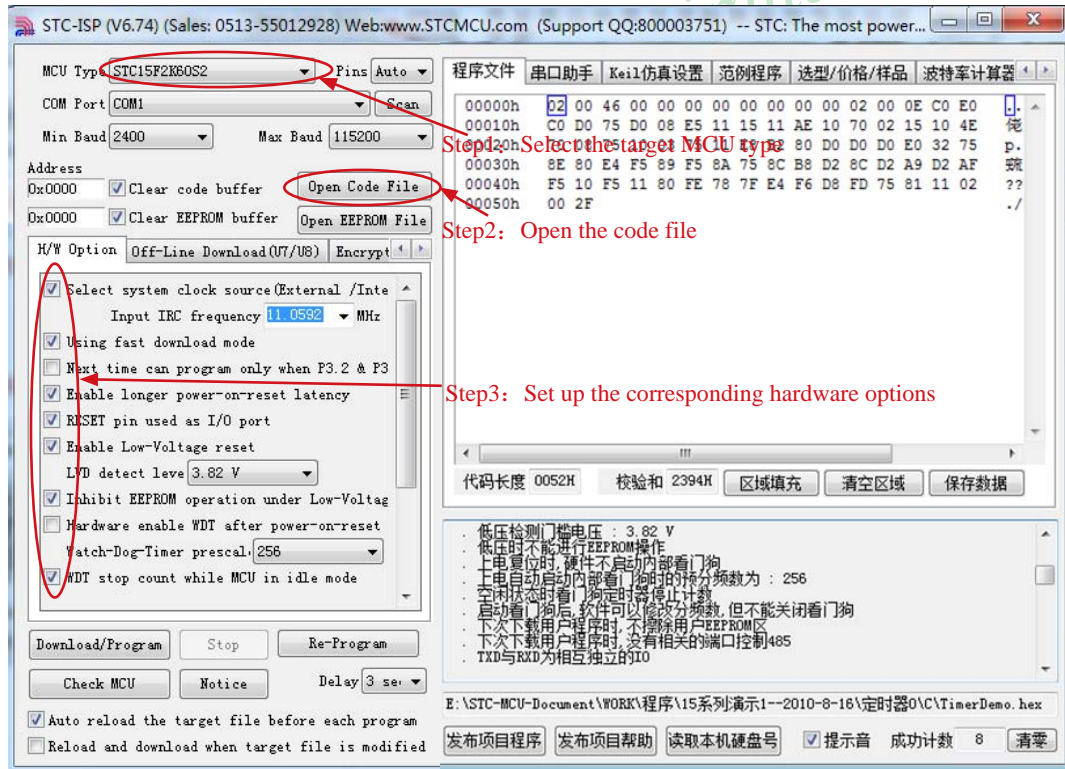 STC-ISP (V6.74) (Sales: 0513-55012928) Web:www.STCMCU.com (Support QQ:800003751) -- STC: The most power...
MCU Type STC15F2K60S2 Pins Auto
COM Port COM1 Scan
Min Baud 2400 Max Baud 115200
Address
0x0000 Clear code buffer Open Code File
0x0000 Clear EEPROM buffer Open EEPROM File
H/W Option Off-Line Download(U7/U8) Encrypt
Select system clock source(External /Inte
Input IRC frequency 11.0592 MHz
Using fast download mode
Next time can program only when P3.2 & P3
Enable longer power-on-reset latency
RESET pin used as I/O port
Enable Low-Voltage reset
LVD detect leve 3.82 V
Inhibit EEPROM operation under Low-Voltag
Hardware enable WDT after power-on-reset
Watch-Dog-Timer prescal 256
WDT stop count while MCU in idle mode
Download/Program Stop Re-Program
Check MCU Notice Delay 3 se
Auto reload the target file before each program
Reload and download when target file is modified
程序文件 串口助手 Keil仿真设置 范例程序 选型/价格/样品 波特率计算器
00000h 02 00 46 00 00 00 00 00 00 00 00 02 00 0E C0 E0 ..
00010h C0 D0 75 D0 08 E5 11 15 11 AE 10 70 02 15 10 4E
00020h 80 D0 D0 D0 E0 32 75 p.
Step1: Select the target MCU type
00030h 8E 80 E4 F5 89 F5 8A 75 8C B8 D2 8C D2 A9 D2 AF
00040h F5 10 F5 11 80 FE 78 7F E4 F6 D8 FD 75 81 11 02 ??
00050h 00 2F ./
Step2: Open the code file
Step3: Set up the corresponding hardware options
代码长度 0052H 校验和 2394H 区域填充 清空区域 保存数据
. 低压检测门槛电压 : 3.82 V
. 低压时不能进行EEPROM操作
. 上电复位时,硬件不启动内部看门狗
. 上电自动启动内部看门狗时的预分频数为 : 256
. 空闲状态时看门狗定时器停止计数
. 启动看门狗后,软件可以修改分频数,但不能关闭看门狗
. 下次下载用户程序时,不擦除用户EEPROM区
. 下次下载用户程序时,没有相关的端口控制485
. TXD与RXD为相互独立的IO
E:\STC-MCU-Document\WORK\程序\15系列演示1--2010-8-16\定时器0\C\TimerDemo.hex
发布项目程序 发布项目帮助 读取本机硬盘号 提示音 成功计数 8 清零